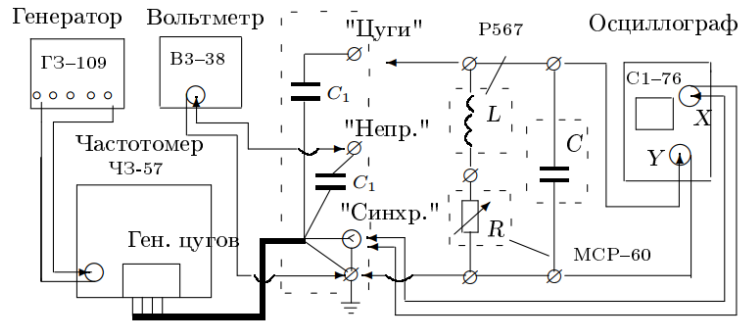 Генератор
Вольтметр
"Цуги"
Р567
Осциллограф
ГЗ–109
В3–38
С1–76
C₁
L
X
"Непр."
C
Частотомер
ЧЗ-57
Y
C₁
"Синхр."
R
Ген. цугов
МСР–60